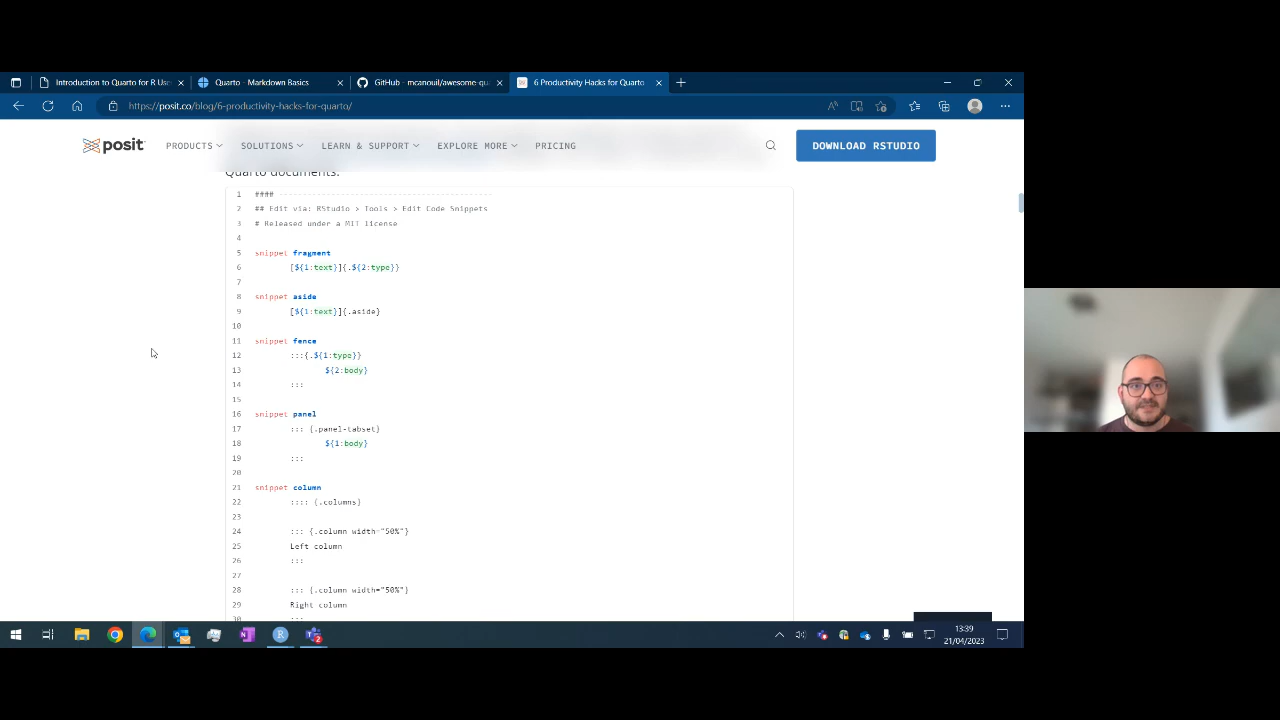 Introduction to Quarto for R Use
Quarto - Markdown Basics
GitHub - mcanouil/awesome-qu
6 Productivity Hacks for Quarto
https://posit.co/blog/6-productivity-hacks-for-quarto/
posit
PRODUCTS
SOLUTIONS
LEARN & SUPPORT
EXPLORE MORE
PRICING
DOWNLOAD RSTUDIO
Quarto documents.
1 #### ----------------------------------------------
2 ## Edit via: RStudio > Tools > Edit Code Snippets
3 # Released under a MIT license
4
5 snippet fragment
6 [${1:text}]{.${2:type}}
7
8 snippet aside
9 [${1:text}]{.aside}
10
11 snippet fence
12 :::{.${1:type}}
13 ${2:body}
14 :::
15
16 snippet panel
17 ::: {.panel-tabset}
18 ${1:body}
19 :::
20
21 snippet column
22 :::: {.columns}
23
24 ::: {.column width="50%"}
25 Left column
26 :::
27
28 ::: {.column width="50%"}
29 Right column
30 :::
13:39
21/04/2023